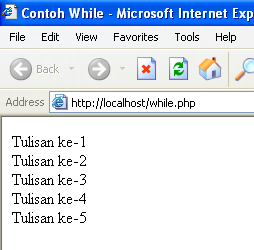 Contoh While - Microsoft Internet Exp
File Edit View Favorites Tools Help
Back
Address http://localhost/while.php
Tulisan ke-1
Tulisan ke-2
Tulisan ke-3
Tulisan ke-4
Tulisan ke-5